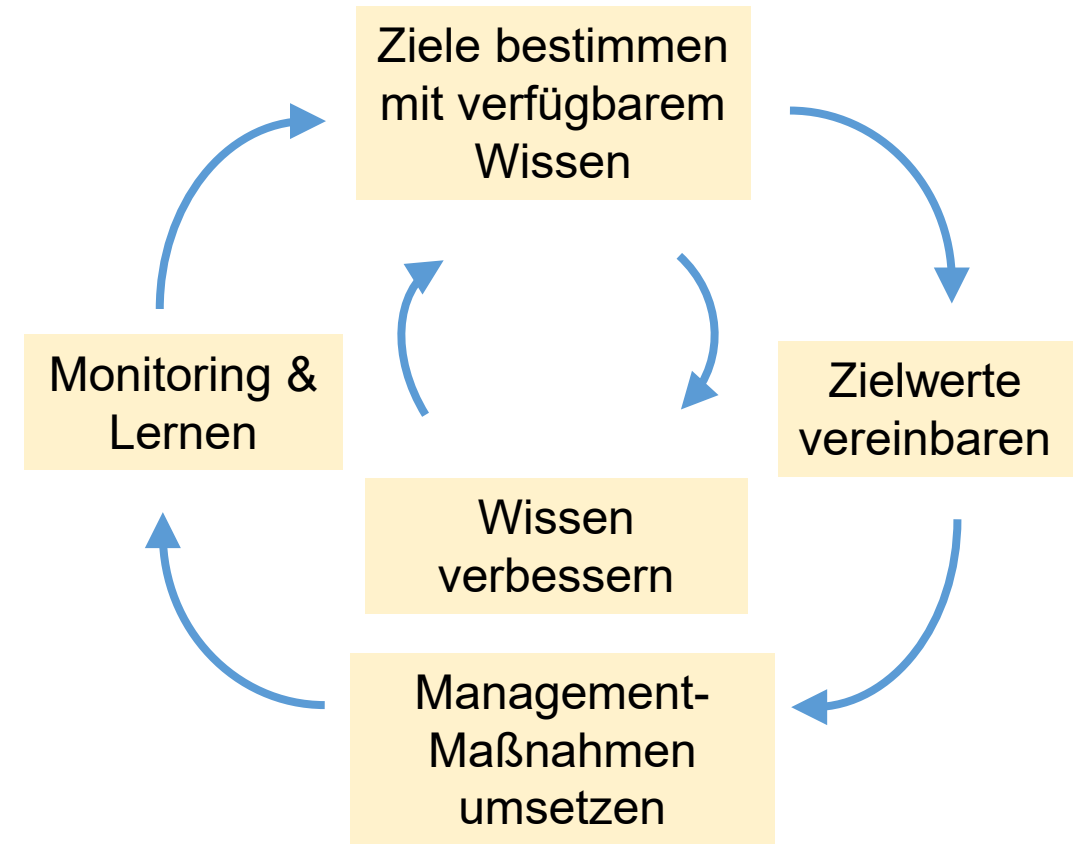 Ziele bestimmen
mit verfügbarem
Wissen
Monitoring &
Lernen
Zielwerte
vereinbaren
Wissen
verbessern
Management-
Maßnahmen
umsetzen